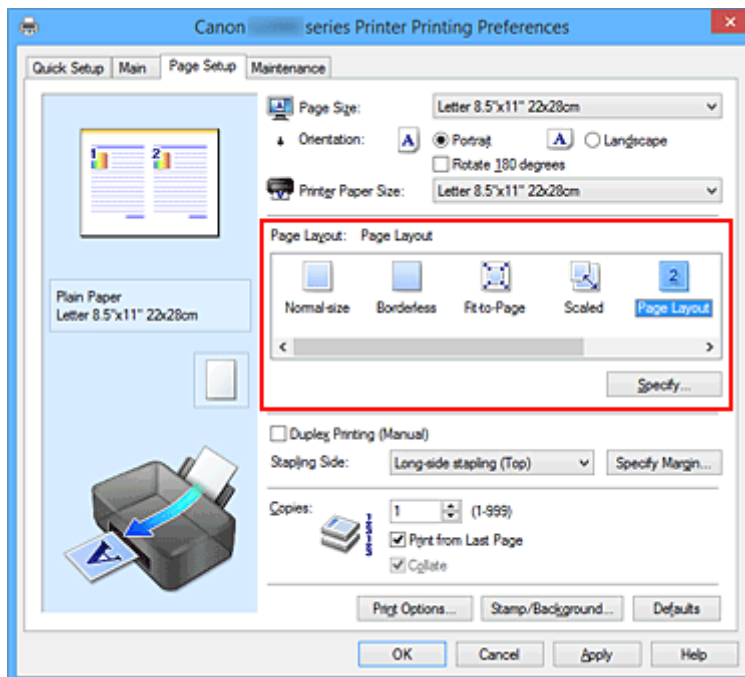 Canon series Printer Printing Preferences
Quick Setup Main Page Setup Maintenance
Page Size: Letter 8.5"x11" 22x28cm
Orientation: A Portrait A Landscape
Rotate 180 degrees
Printer Paper Size: Letter 8.5"x11" 22x28cm
1 2
Page Layout: Page Layout
2
Normal-size Borderless Fit-to-Page Scaled Page Layout
Specify...
Plain Paper
Letter 8.5"x11" 22x28cm
Duplex Printing (Manual)
Stapling Side: Long-side stapling (Top) Specify Margin...
Copies: 1 (1-999)
Print from Last Page
Collate
A
Print Options... Stamp/Background... Defaults
OK Cancel Apply Help